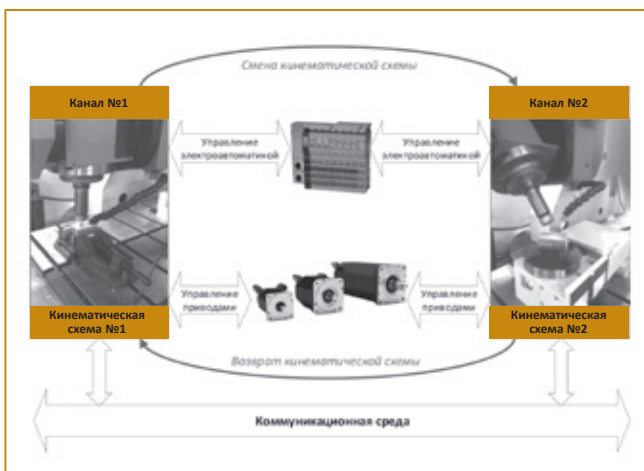 Смена кинематической схемы
Канал №1
Канал №2
Управление
электроавтоматикой
Управление
электроавтоматикой
Управление
приводами
Управление
приводами
Кинематическая
схема №1
Кинематическая
схема №2
Возврат кинематической схемы
Коммуникационная среда